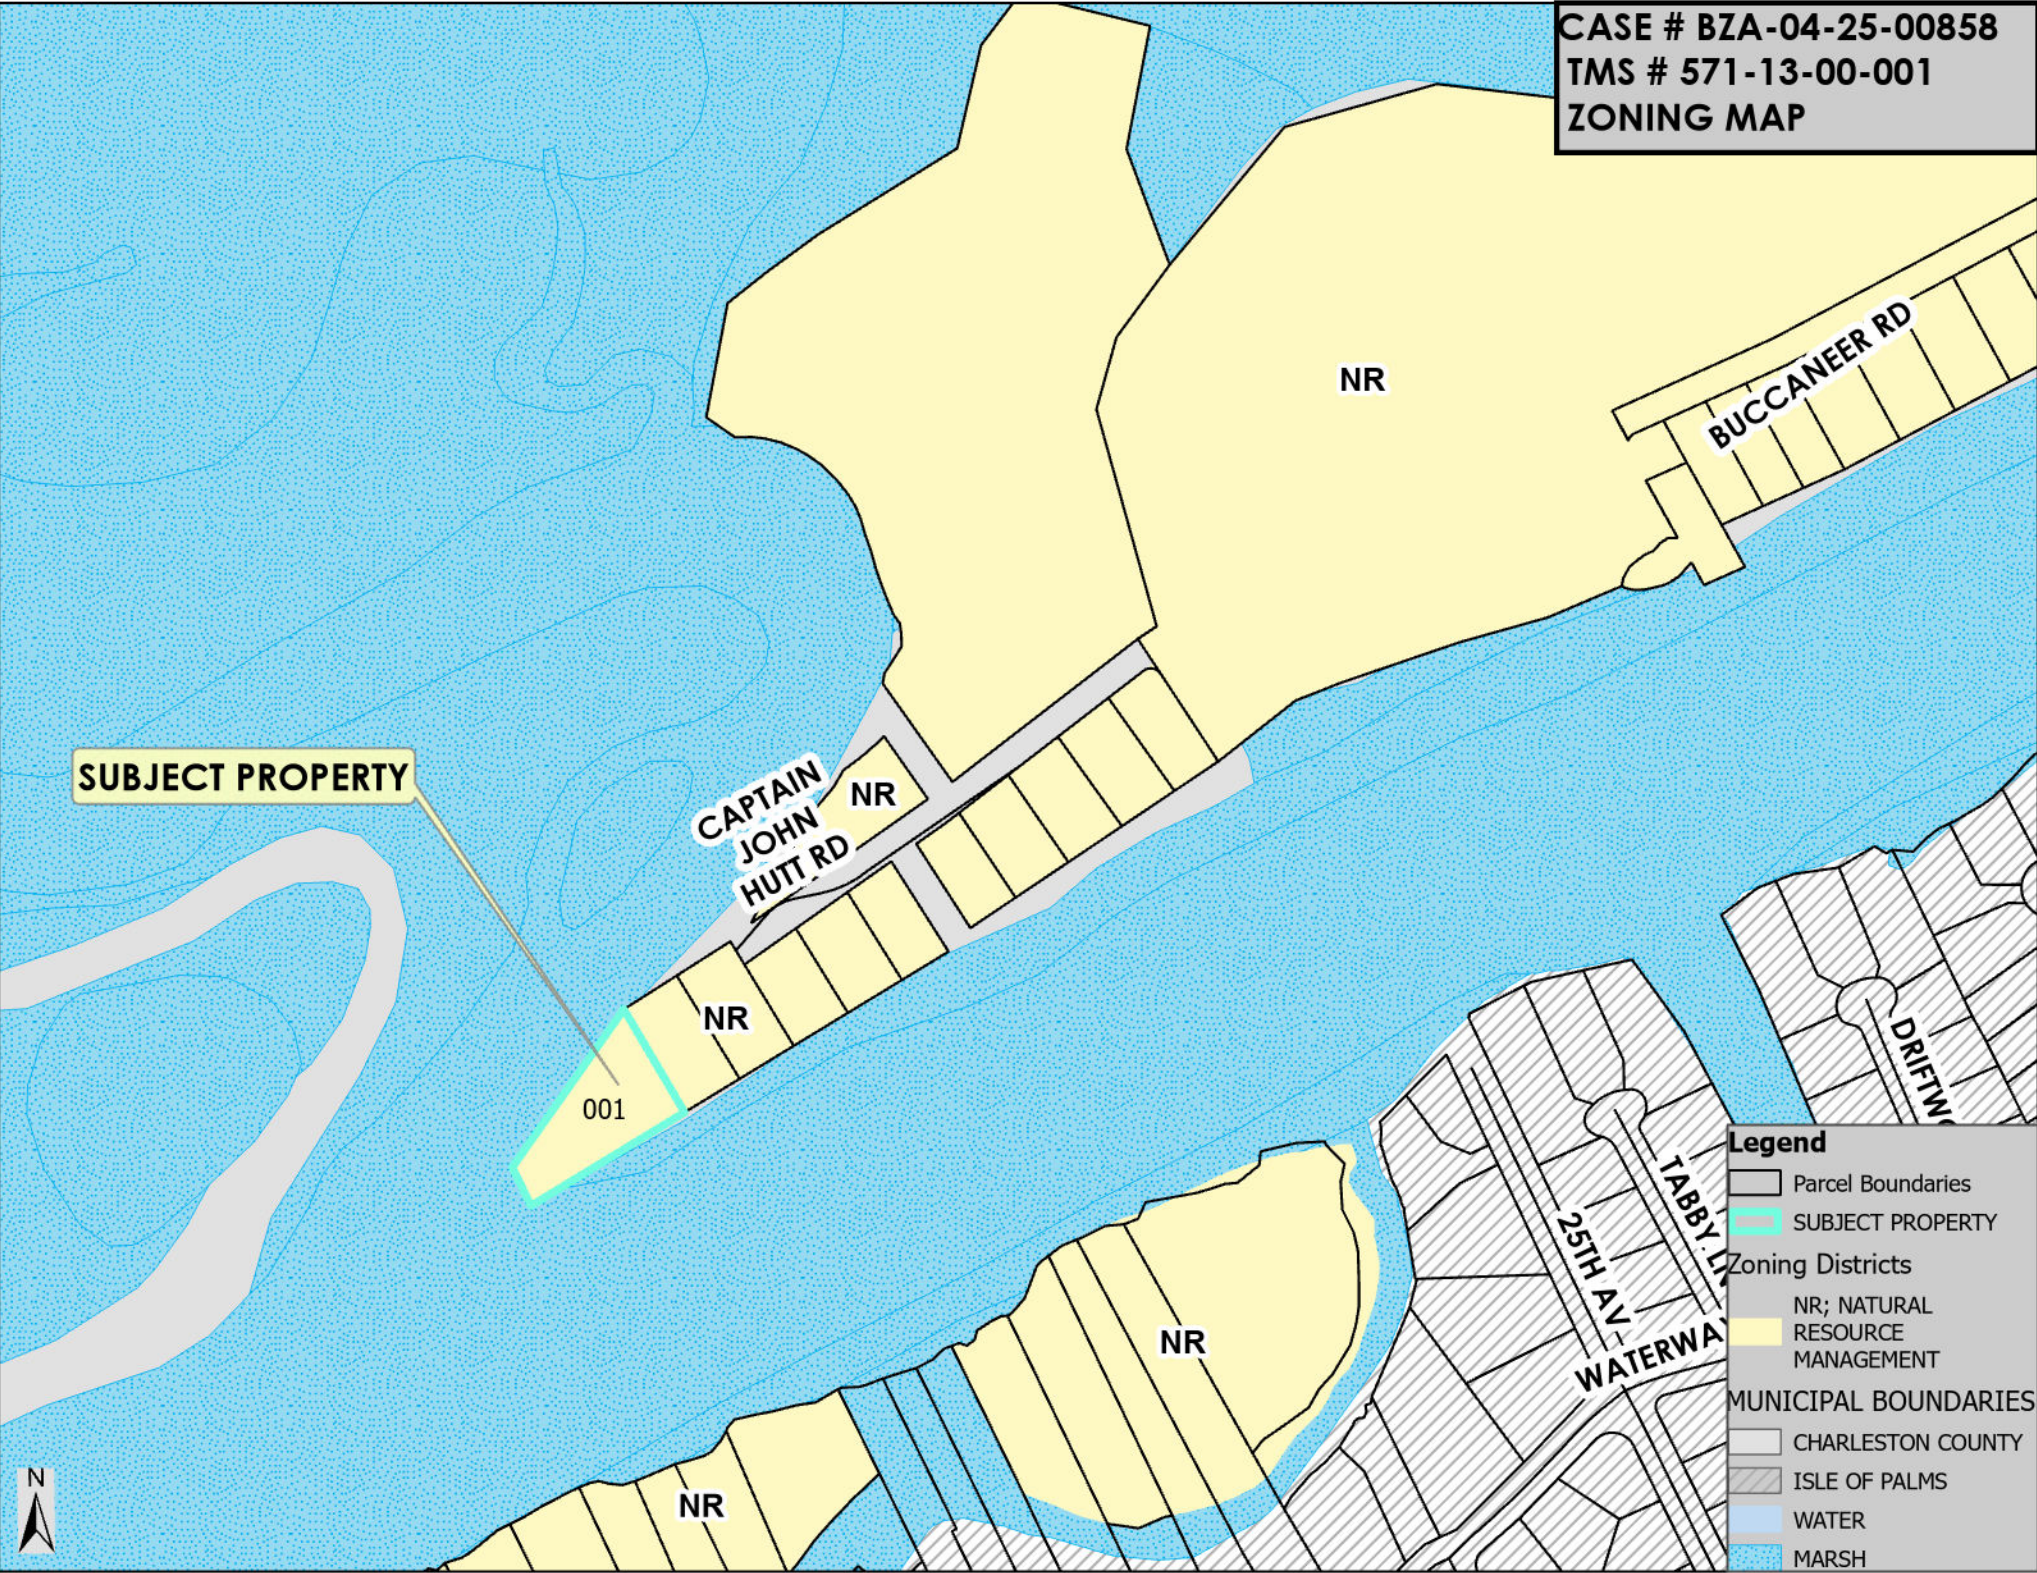 CASE # BZA-04-25-00858
TMS # 571-13-00-001
ZONING MAP
NR
BUCCANEER RD
SUBJECT PROPERTY
CAPTAIN
JOHN
HUTT RD
NR
NR
001
DRIFTWO
TABBY LN
25TH AV
WATERWAY
NR
NR
N
Legend
Parcel Boundaries
SUBJECT PROPERTY
Zoning Districts
NR; NATURAL
RESOURCE
MANAGEMENT
MUNICIPAL BOUNDARIES
CHARLESTON COUNTY
ISLE OF PALMS
WATER
MARSH